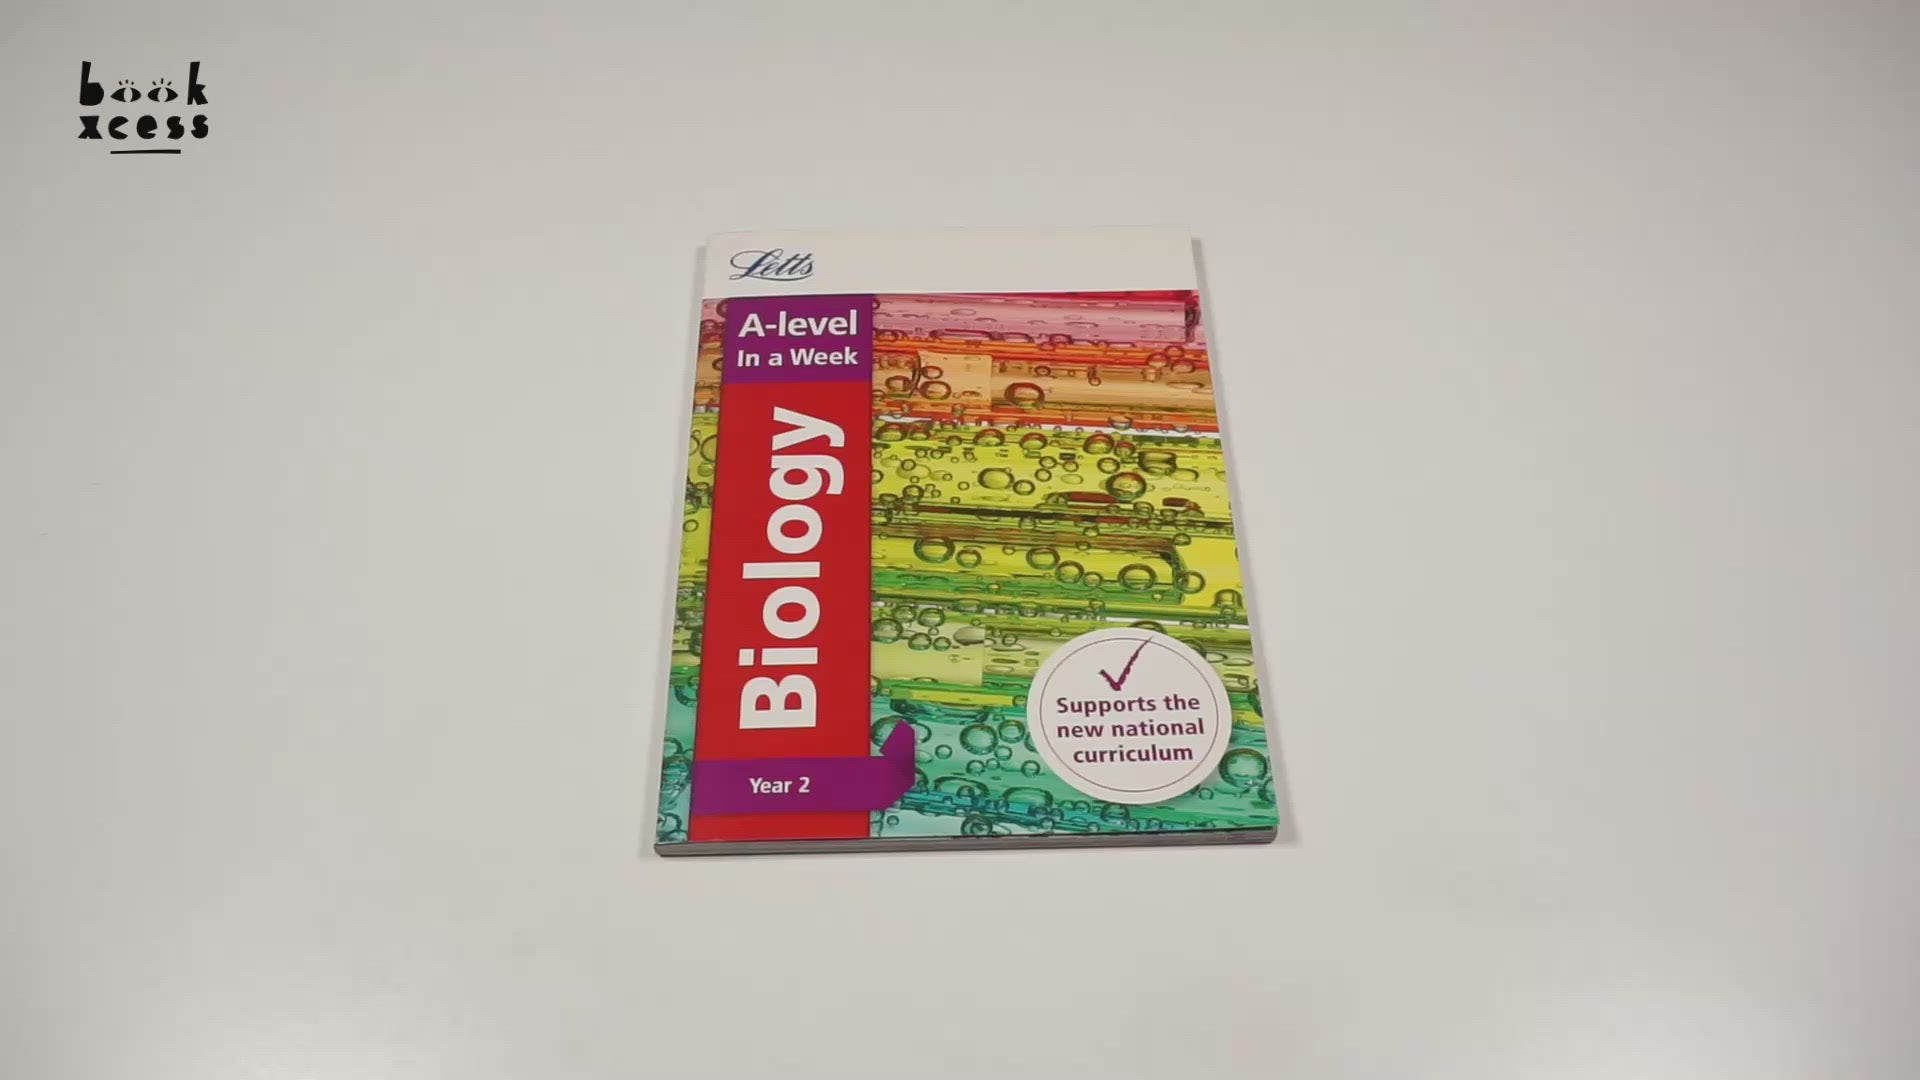 book
xcess
Letts
A-level
In a Week
Biology
Year 2
Supports the
new national
curriculum